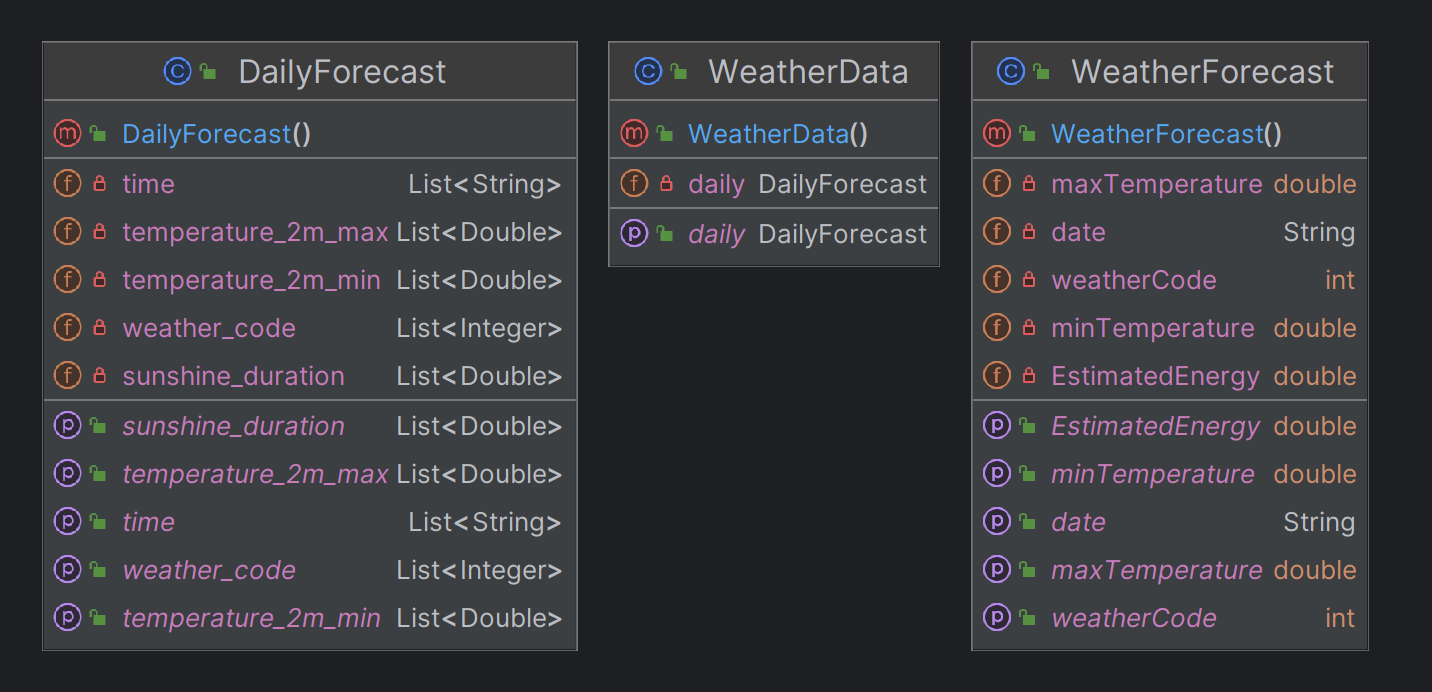 DailyForecast
DailyForecast()
time List<String>
temperature_2m_max List<Double>
temperature_2m_min List<Double>
weather_code List<Integer>
sunshine_duration List<Double>
sunshine_duration List<Double>
temperature_2m_max List<Double>
time List<String>
weather_code List<Integer>
temperature_2m_min List<Double>
WeatherData
WeatherData()
daily DailyForecast
daily DailyForecast
WeatherForecast
WeatherForecast()
maxTemperature double
date String
weatherCode int
minTemperature double
EstimatedEnergy double
EstimatedEnergy double
minTemperature double
date String
maxTemperature double
weatherCode int